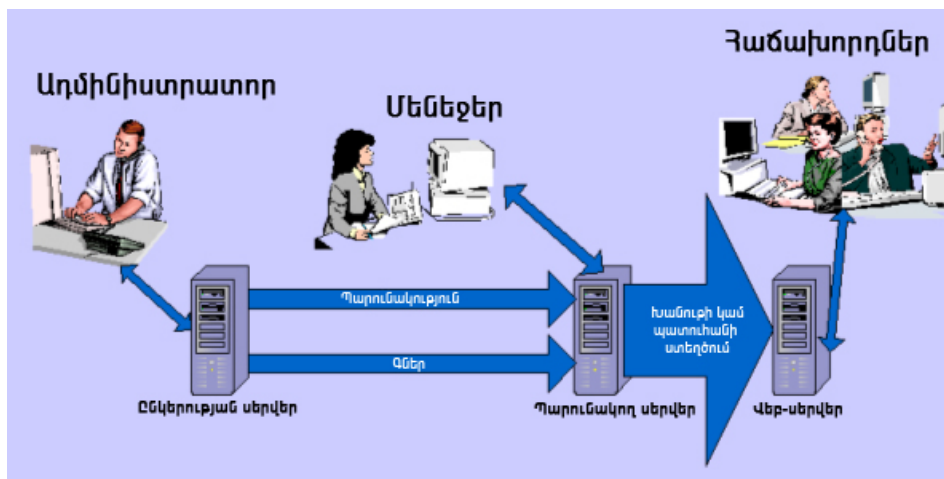 Հաճախորդներ
Ադմինիստրատոր
Մենեջեր
Պարունակություն
Խանութի կամ
պատուհանի
ստեղծում
Գներ
Ընկերության սերվեր
Պարունակող սերվեր
Վեբ-սերվեր